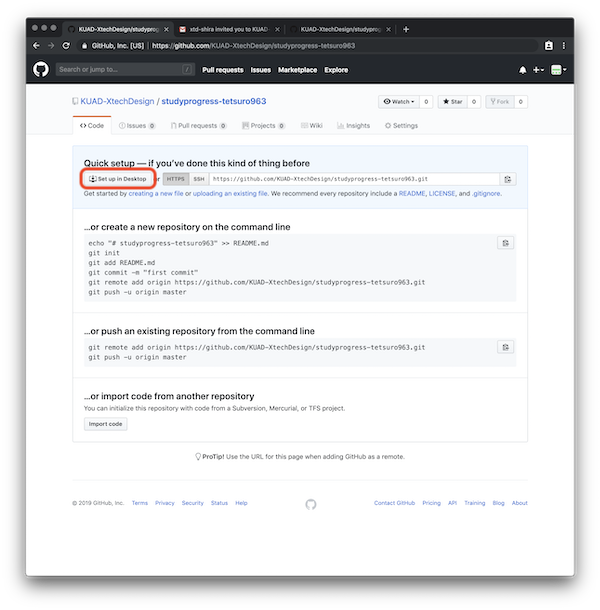 KUAD-XtechDesign/studyprogres
xtd-shira invited you to KUAD
KUAD-XtechDesign/studyprogres
GitHub, Inc. [US] https://github.com/KUAD-XtechDesign/studyprogress-tetsuro963
Search or jump to... / Pull requests Issues Marketplace Explore
KUAD-XtechDesign / studyprogress-tetsuro963 Watch 0 Star 0 Fork 0
Code Issues 0 Pull requests 0 Projects 0 Wiki Insights Settings
Quick setup — if you've done this kind of thing before
Set up in Desktop or HTTPS SSH https://github.com/KUAD-XtechDesign/studyprogress-tetsuro963.git
Get started by creating a new file or uploading an existing file. We recommend every repository include a README, LICENSE, and .gitignore.
...or create a new repository on the command line
echo "# studyprogress-tetsuro963" >> README.md
git init
git add README.md
git commit -m "first commit"
git remote add origin https://github.com/KUAD-XtechDesign/studyprogress-tetsuro963.git
git push -u origin master
...or push an existing repository from the command line
git remote add origin https://github.com/KUAD-XtechDesign/studyprogress-tetsuro963.git
git push -u origin master
...or import code from another repository
You can initialize this repository with code from a Subversion, Mercurial, or TFS project.
Import code
ProTip! Use the URL for this page when adding GitHub as a remote.
© 2019 GitHub, Inc. Terms Privacy Security Status Help Contact GitHub Pricing API Training Blog About